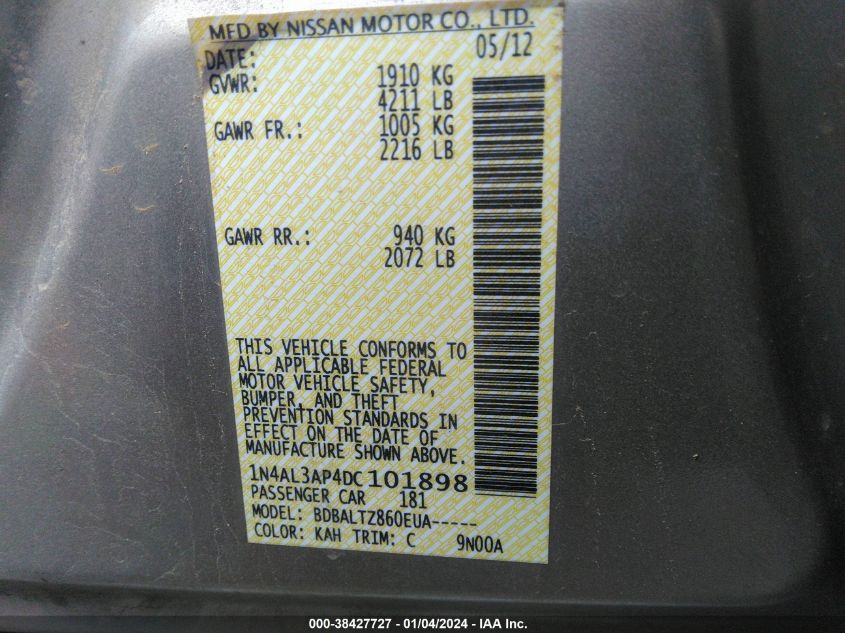 MFD BY NISSAN MOTOR CO., LTD.
DATE: 05/12
GVWR: 1910 KG
4211 LB
GAWR FR.: 1005 KG
2216 LB
GAWR RR.: 940 KG
2072 LB
THIS VEHICLE CONFORMS TO
ALL APPLICABLE FEDERAL
MOTOR VEHICLE SAFETY,
BUMPER, AND THEFT
PREVENTION STANDARDS IN
EFFECT ON THE DATE OF
MANUFACTURE SHOWN ABOVE.
1N4AL3AP4DC101898
PASSENGER CAR 181
MODEL: BDBALTZ860EUA-----
COLOR: KAH TRIM: C 9N00A
000-38427727 - 01/04/2024 - IAA Inc.